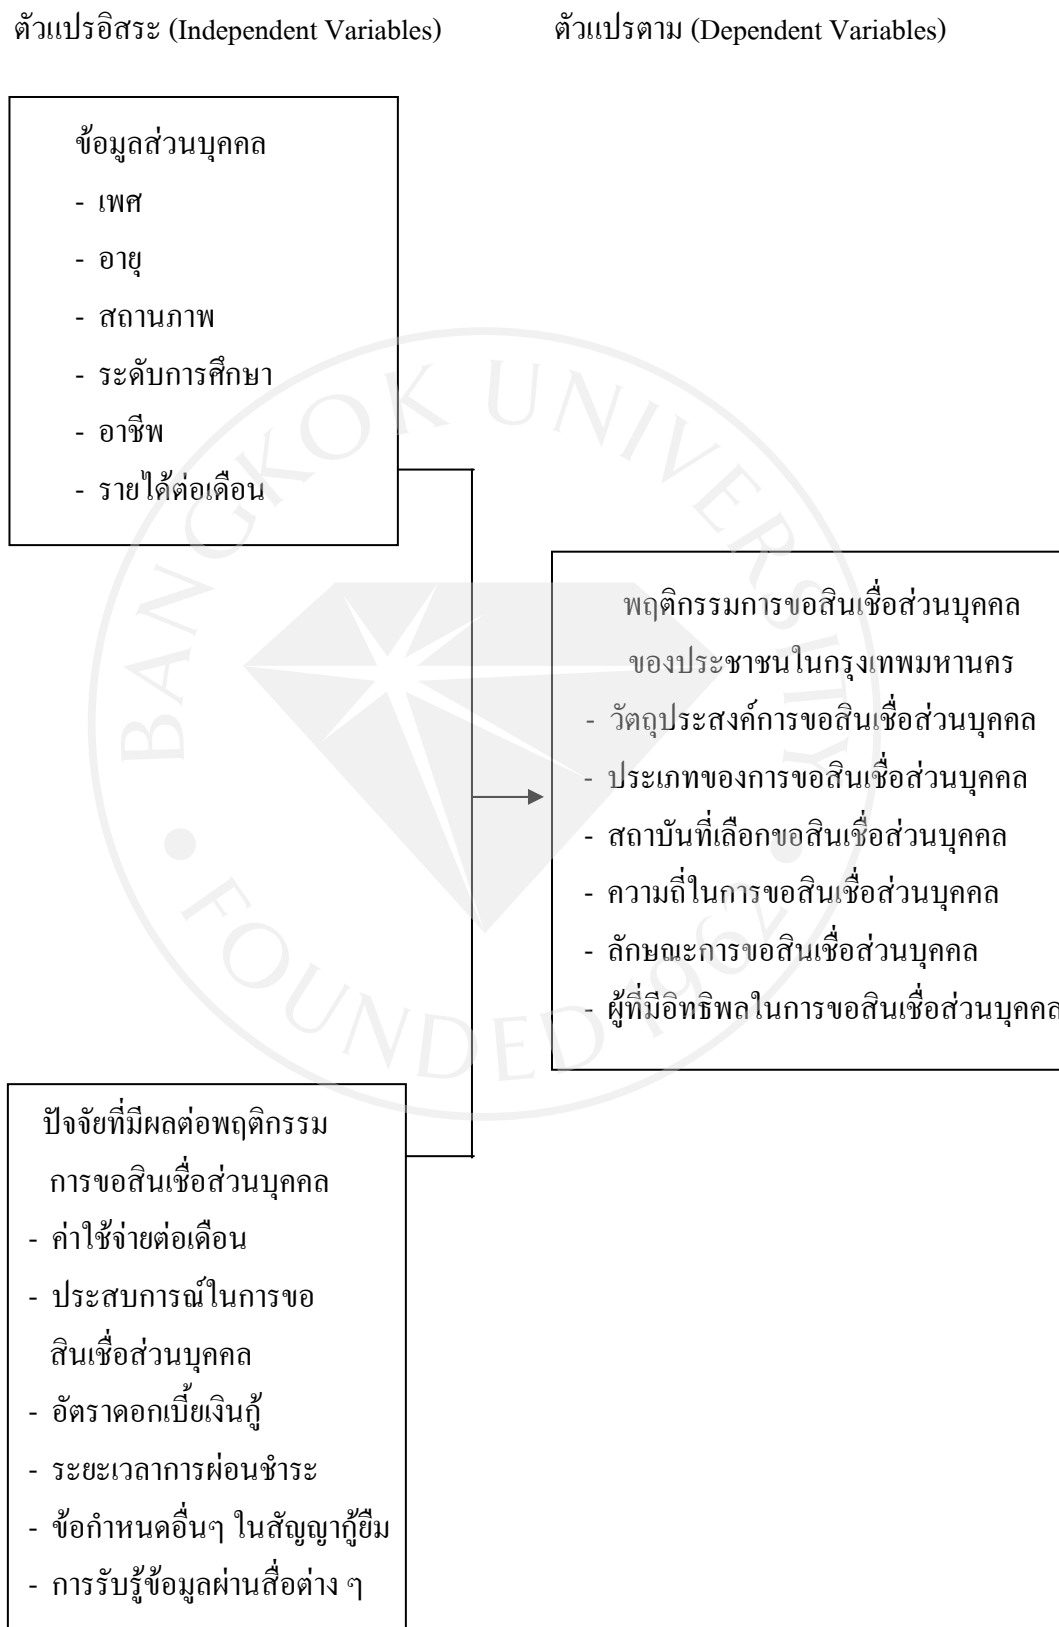 ตัวแปรอิสระ (Independent Variables)
ตัวแปรตาม (Dependent Variables)
ข้อมูลส่วนบุคคล
- เพศ
- อายุ
- สถานภาพ
- ระดับการศึกษา
- อาชีพ
- รายได้ต่อเดือน
พฤติกรรมการขอสินเชื่อส่วนบุคคล
ของประชาชนในกรุงเทพมหานคร
- วัตถุประสงค์การขอสินเชื่อส่วนบุคคล
- ประเภทของการขอสินเชื่อส่วนบุคคล
- สถาบันที่เลือกขอสินเชื่อส่วนบุคคล
- ความถี่ในการขอสินเชื่อส่วนบุคคล
- ลักษณะการขอสินเชื่อส่วนบุคคล
- ผู้ที่มีอิทธิพลในการขอสินเชื่อส่วนบุคคล
ปัจจัยที่มีผลต่อพฤติกรรม
การขอสินเชื่อส่วนบุคคล
- ค่าใช้จ่ายต่อเดือน
- ประสบการณ์ในการขอ
สินเชื่อส่วนบุคคล
- อัตราดอกเบี้ยเงินกู้
- ระยะเวลาการผ่อนชำระ
- ข้อกำหนดอื่นๆ ในสัญญากู้ยืม
- การรับรู้ข้อมูลผ่านสื่อต่าง ๆ
BANGKOK UNIVERSITY
FOUNDED 1962